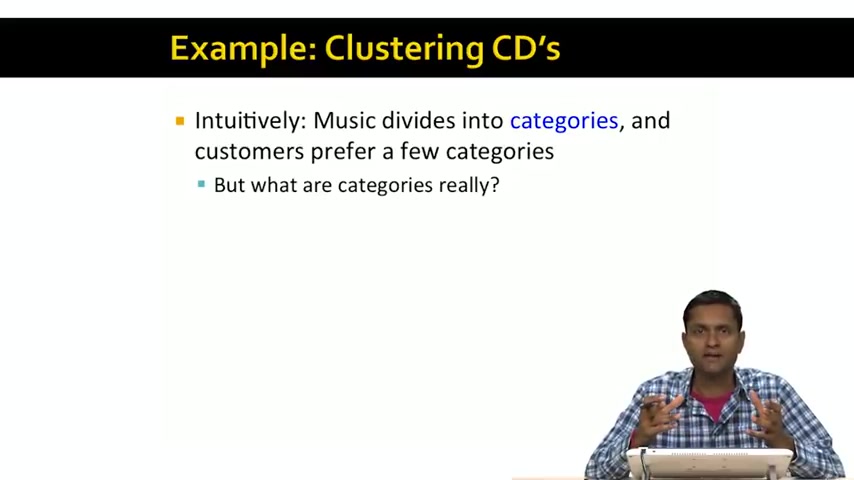 Example: Clustering CD's
Intuitively: Music divides into categories, and
customers prefer a few categories
But what are categories really?